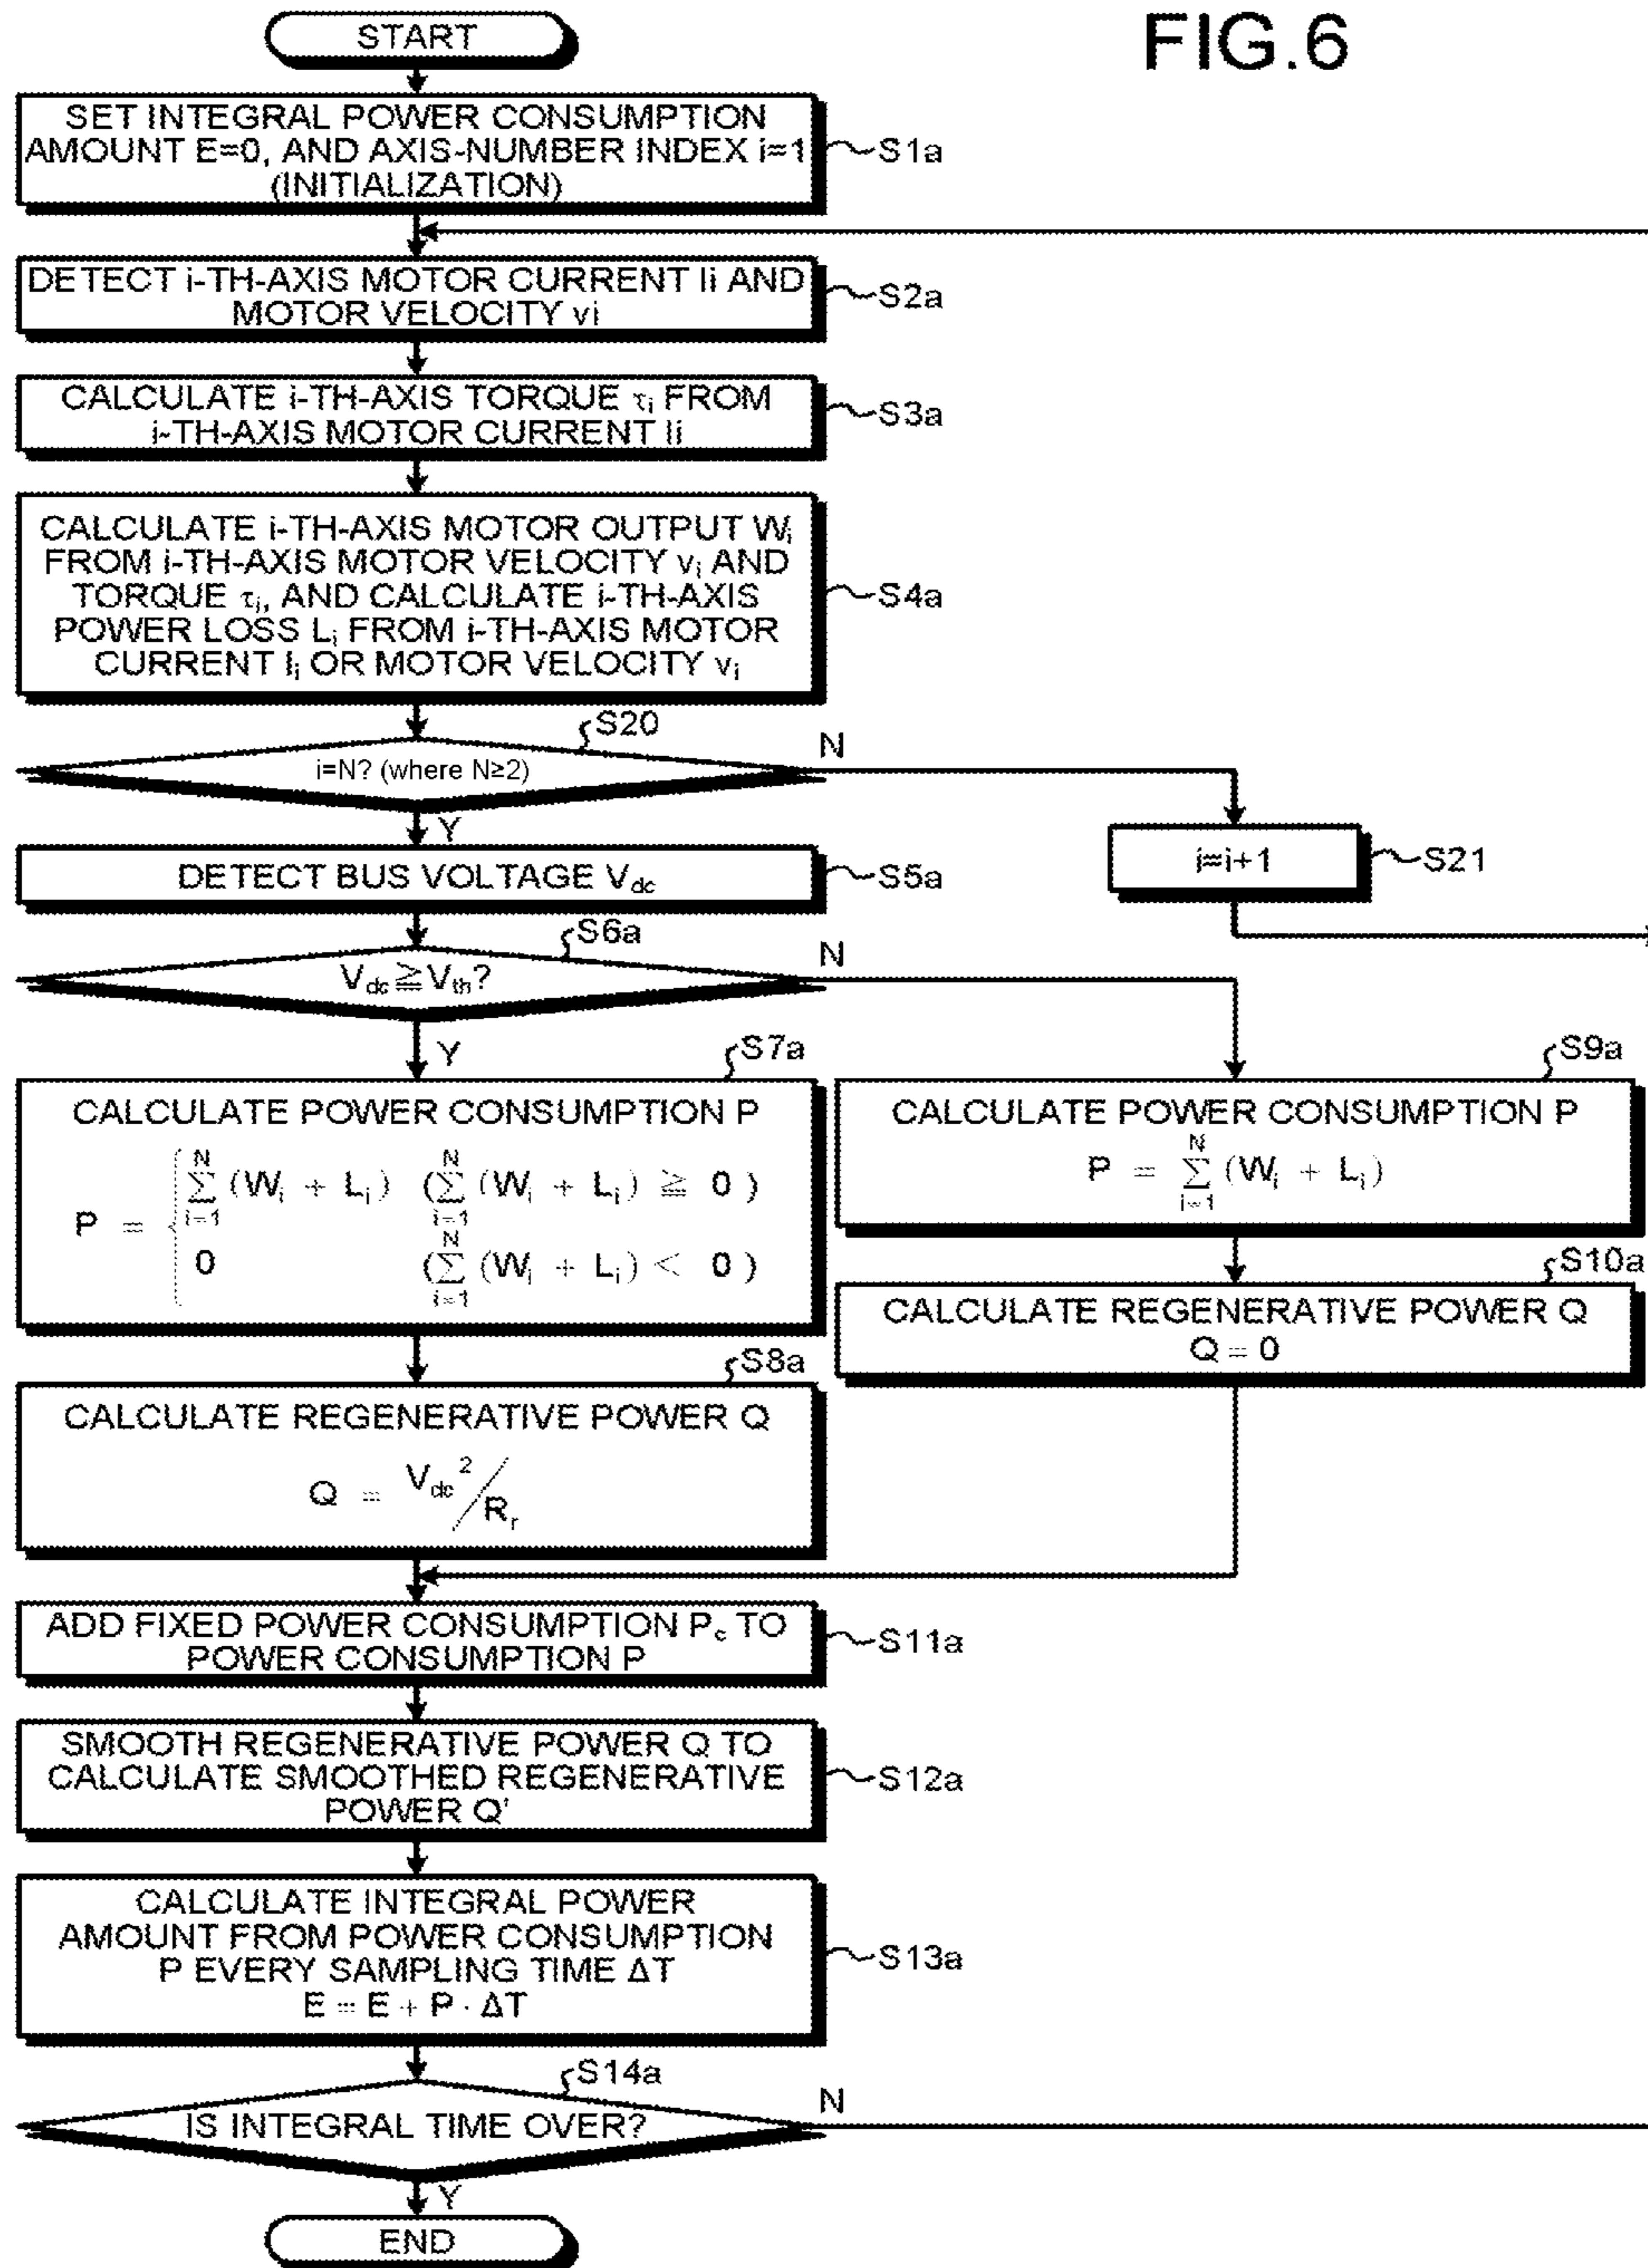 FIG.6
START
SET INTEGRAL POWER CONSUMPTION
AMOUNT E=0, AND AXIS-NUMBER INDEX i=1
(INITIALIZATION)
S1a
DETECT i-TH-AXIS MOTOR CURRENT Ii AND
MOTOR VELOCITY vi
S2a
CALCULATE i-TH-AXIS TORQUE τi FROM
i-TH-AXIS MOTOR CURRENT Ii
S3a
CALCULATE i-TH-AXIS MOTOR OUTPUT Wi
FROM i-TH-AXIS MOTOR VELOCITY vi AND
TORQUE τi, AND CALCULATE i-TH-AXIS
POWER LOSS Li FROM i-TH-AXIS MOTOR
CURRENT Ii OR MOTOR VELOCITY vi
S4a
S20
i=N? (where N≥2)
N
Y
i=i+1
S21
DETECT BUS VOLTAGE Vdc
S5a
S6a
Vdc ≧ Vth?
N
Y
S7a
CALCULATE POWER CONSUMPTION P
P = { Σ_{i=1}^{N} (Wi + Li) (Σ_{i=1}^{N} (Wi + Li) ≧ 0 )
0 (Σ_{i=1}^{N} (Wi + Li) < 0 )
S9a
CALCULATE POWER CONSUMPTION P
P = Σ_{i=1}^{N} (Wi + Li)
S10a
CALCULATE REGENERATIVE POWER Q
Q = 0
S8a
CALCULATE REGENERATIVE POWER Q
Q = Vdc²/Rr
ADD FIXED POWER CONSUMPTION Pc TO
POWER CONSUMPTION P
S11a
SMOOTH REGENERATIVE POWER Q TO
CALCULATE SMOOTHED REGENERATIVE
POWER Q'
S12a
CALCULATE INTEGRAL POWER
AMOUNT FROM POWER CONSUMPTION
P EVERY SAMPLING TIME ΔT
E = E + P · ΔT
S13a
S14a
IS INTEGRAL TIME OVER?
N
Y
END